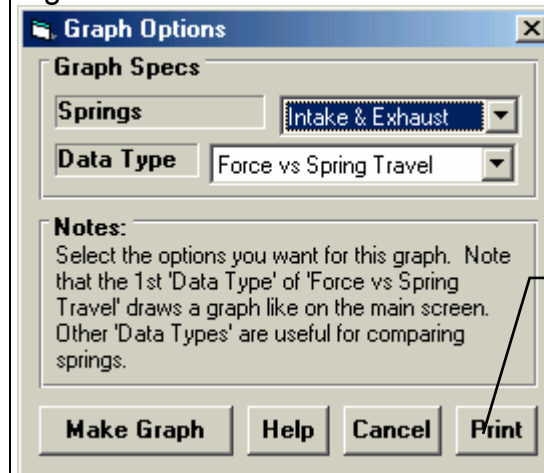 Graph Options
Graph Specs
Springs
Intake & Exhaust
Data Type
Force vs Spring Travel
Notes:
Select the options you want for this graph. Note
that the 1st 'Data Type' of 'Force vs Spring
Travel' draws a graph like on the main screen.
Other 'Data Types' are useful for comparing
springs.
Make Graph
Help
Cancel
Print